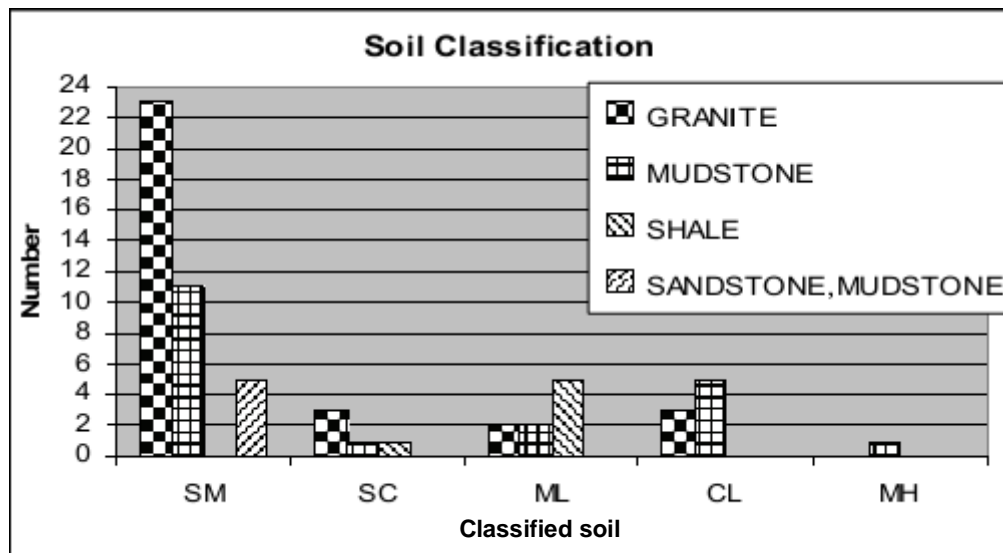 Soil Classification
24
22
20
18
16
14
12
10
8
6
4
2
0
Number
GRANITE
MUDSTONE
SHALE
SANDSTONE,MUDSTONE
SM SC ML CL MH
Classified soil